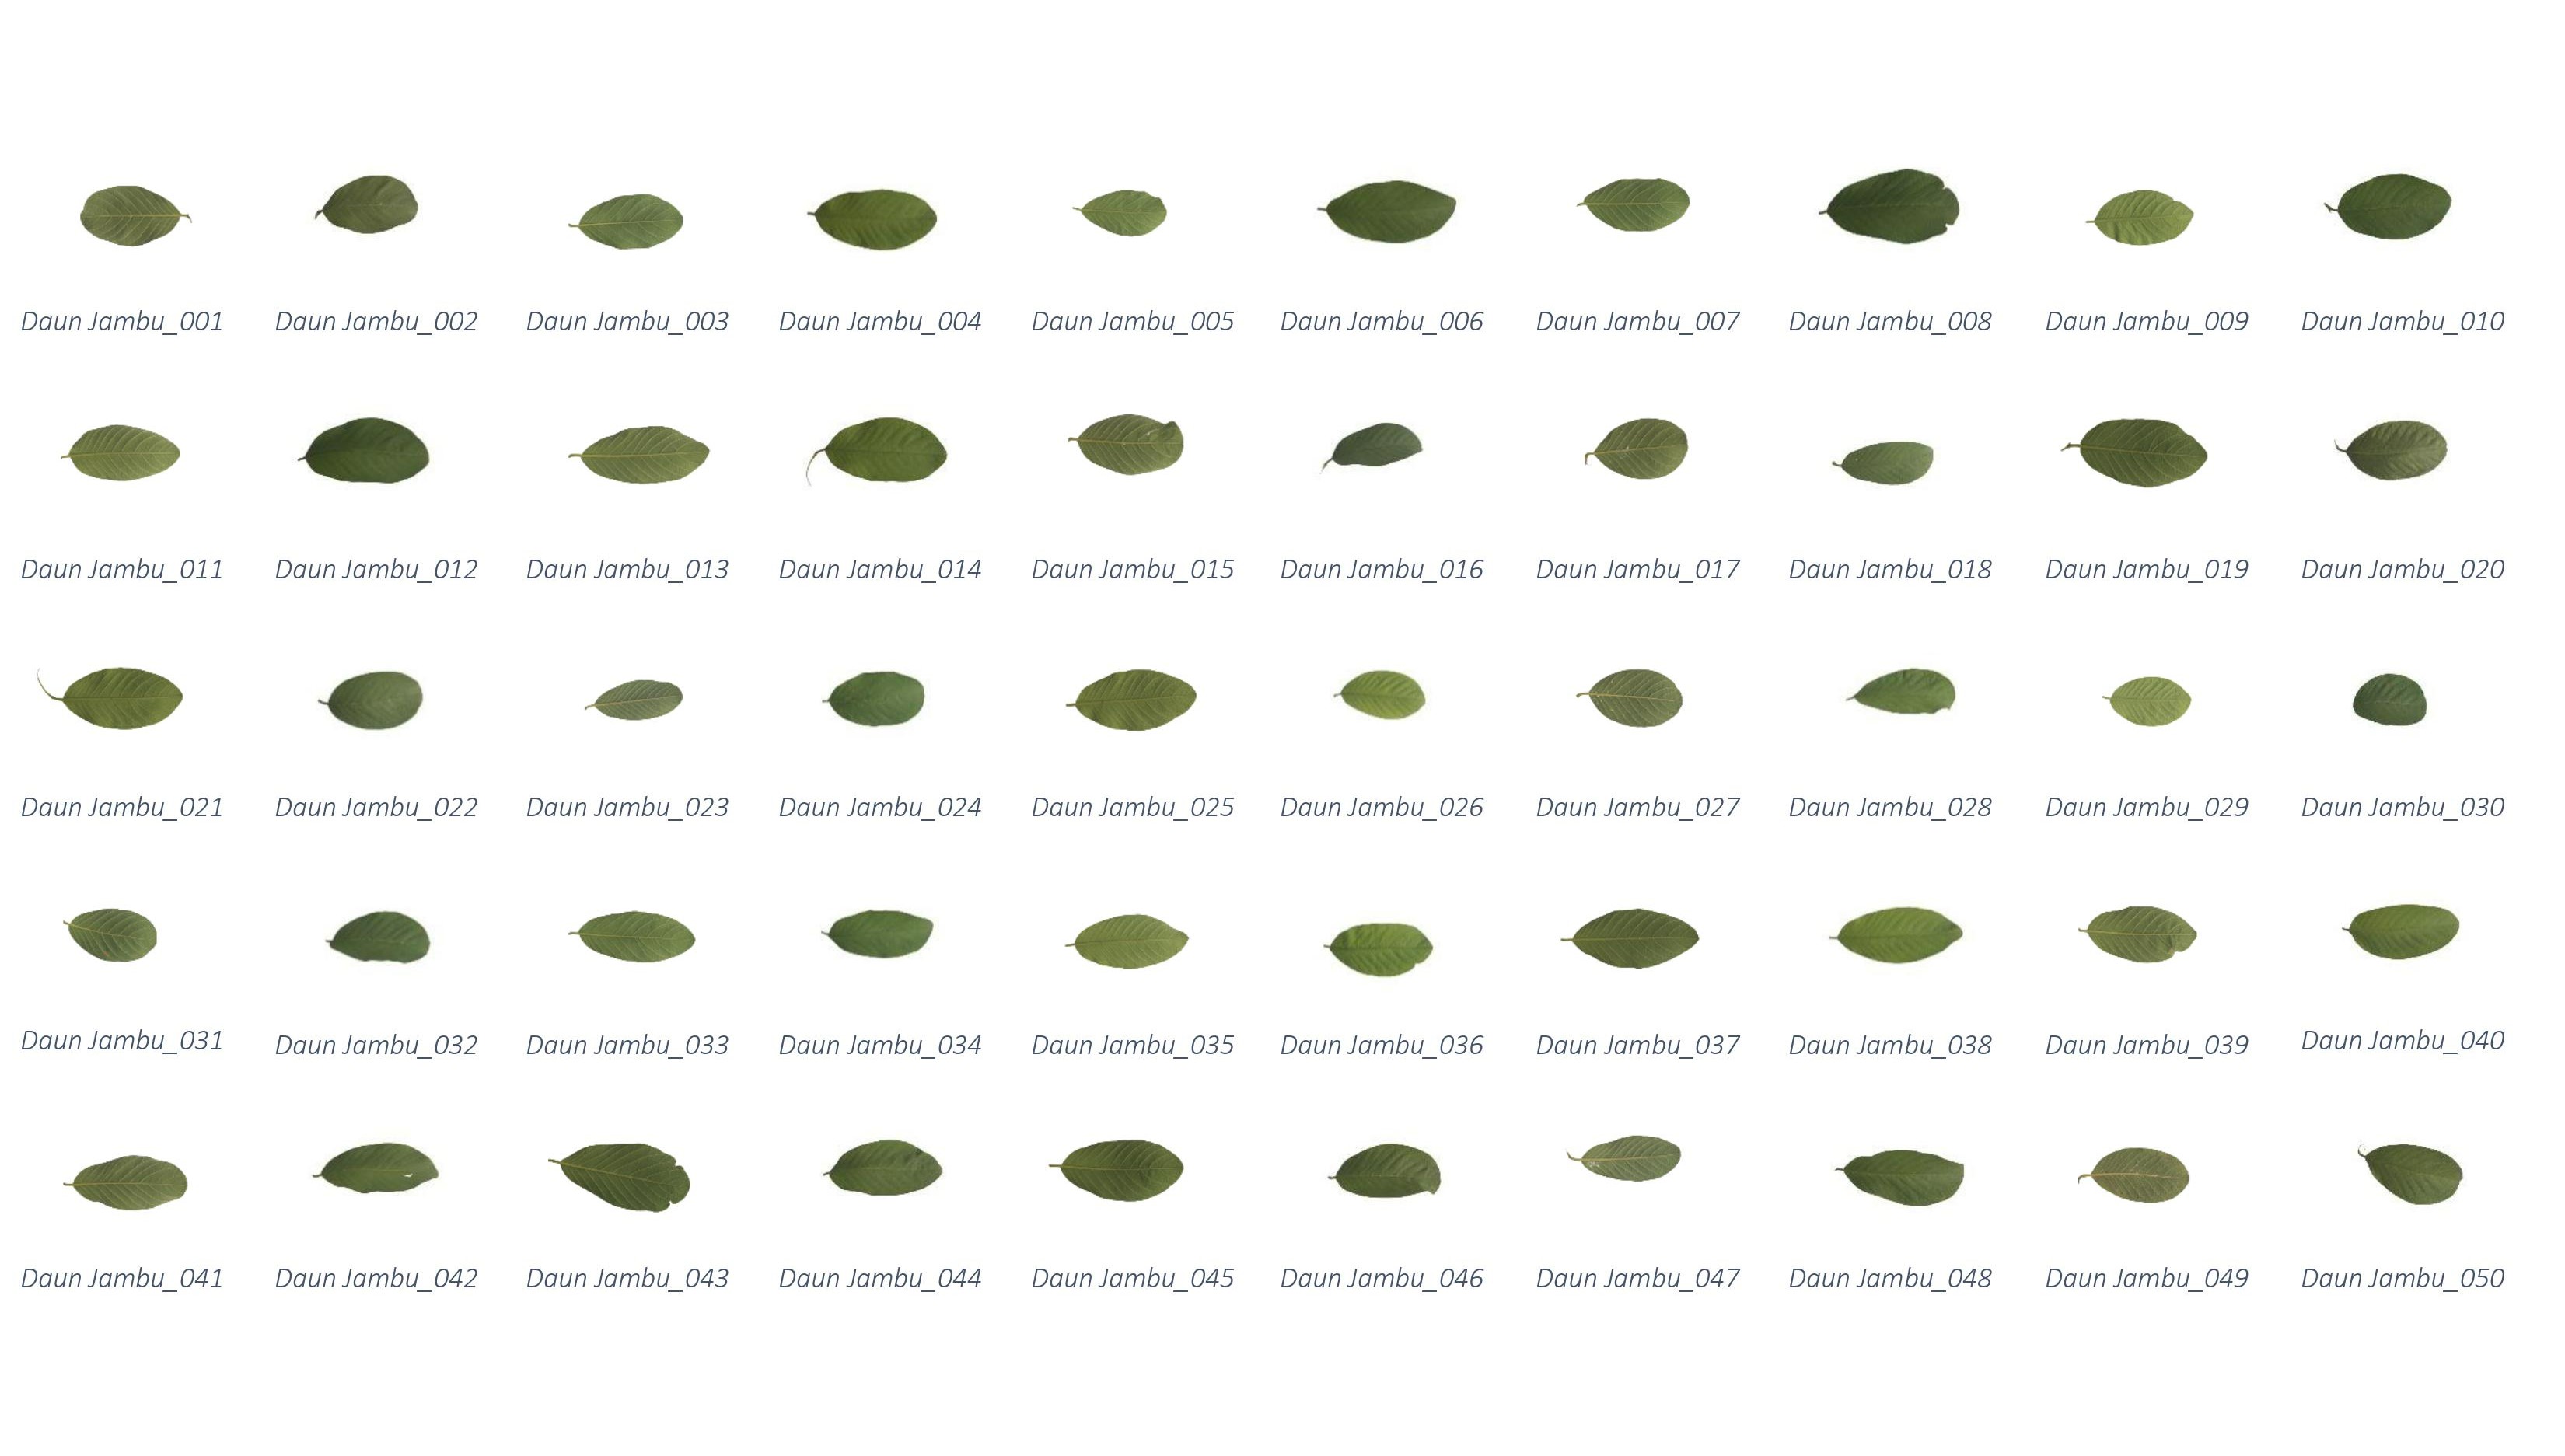 Daun Jambu_001 Daun Jambu_002 Daun Jambu_003 Daun Jambu_004 Daun Jambu_005 Daun Jambu_006 Daun Jambu_007 Daun Jambu_008 Daun Jambu_009 Daun Jambu_010
Daun Jambu_011 Daun Jambu_012 Daun Jambu_013 Daun Jambu_014 Daun Jambu_015 Daun Jambu_016 Daun Jambu_017 Daun Jambu_018 Daun Jambu_019 Daun Jambu_020
Daun Jambu_021 Daun Jambu_022 Daun Jambu_023 Daun Jambu_024 Daun Jambu_025 Daun Jambu_026 Daun Jambu_027 Daun Jambu_028 Daun Jambu_029 Daun Jambu_030
Daun Jambu_031 Daun Jambu_032 Daun Jambu_033 Daun Jambu_034 Daun Jambu_035 Daun Jambu_036 Daun Jambu_037 Daun Jambu_038 Daun Jambu_039 Daun Jambu_040
Daun Jambu_041 Daun Jambu_042 Daun Jambu_043 Daun Jambu_044 Daun Jambu_045 Daun Jambu_046 Daun Jambu_047 Daun Jambu_048 Daun Jambu_049 Daun Jambu_050